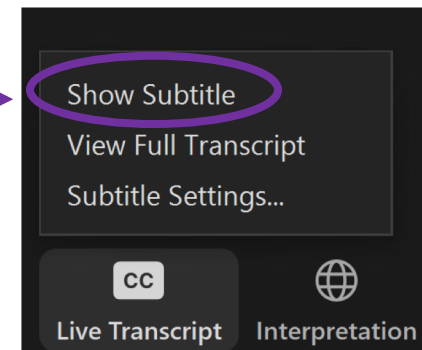 Show Subtitle
View Full Transcript
Subtitle Settings...
CC
Live Transcript
Interpretation